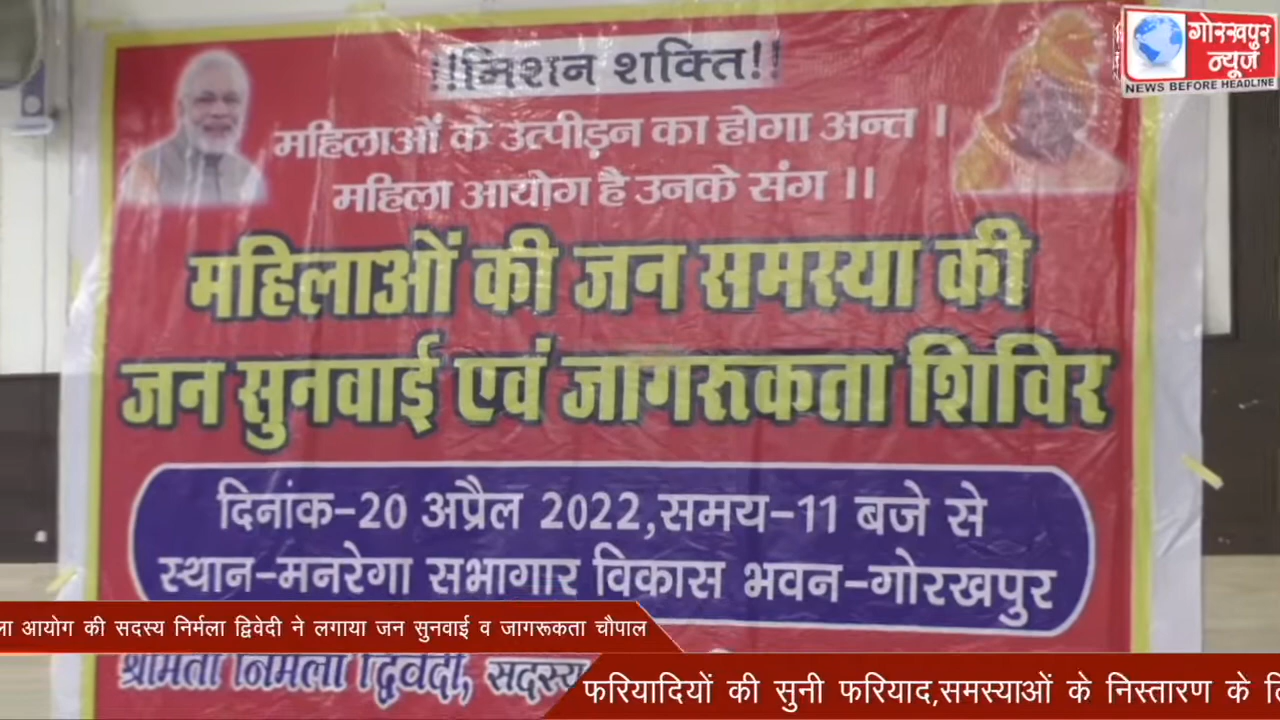 !!मिशन शक्ति!!
गोरखपुर
न्यूज़
NEWS BEFORE HEADLINE
महिलाओं के उत्पीड़न का होगा अन्त ।
महिला आयोग है उनके संग ।।
महिलाओं की जन समस्या की
जन सुनवाई एवं जागरूकता शिविर
दिनांक-20 अप्रैल 2022,समय-11 बजे से
स्थान-मनरेगा सभागार विकास भवन-गोरखपुर
आयोग की सदस्य निर्मला द्विवेदी ने लगाया जन सुनवाई व जागरूकता चौपाल
श्रीमती निर्मला द्विवेदी, सदस्य
फरियादियों की सुनी फरियाद,समस्याओं के निस्तारण के